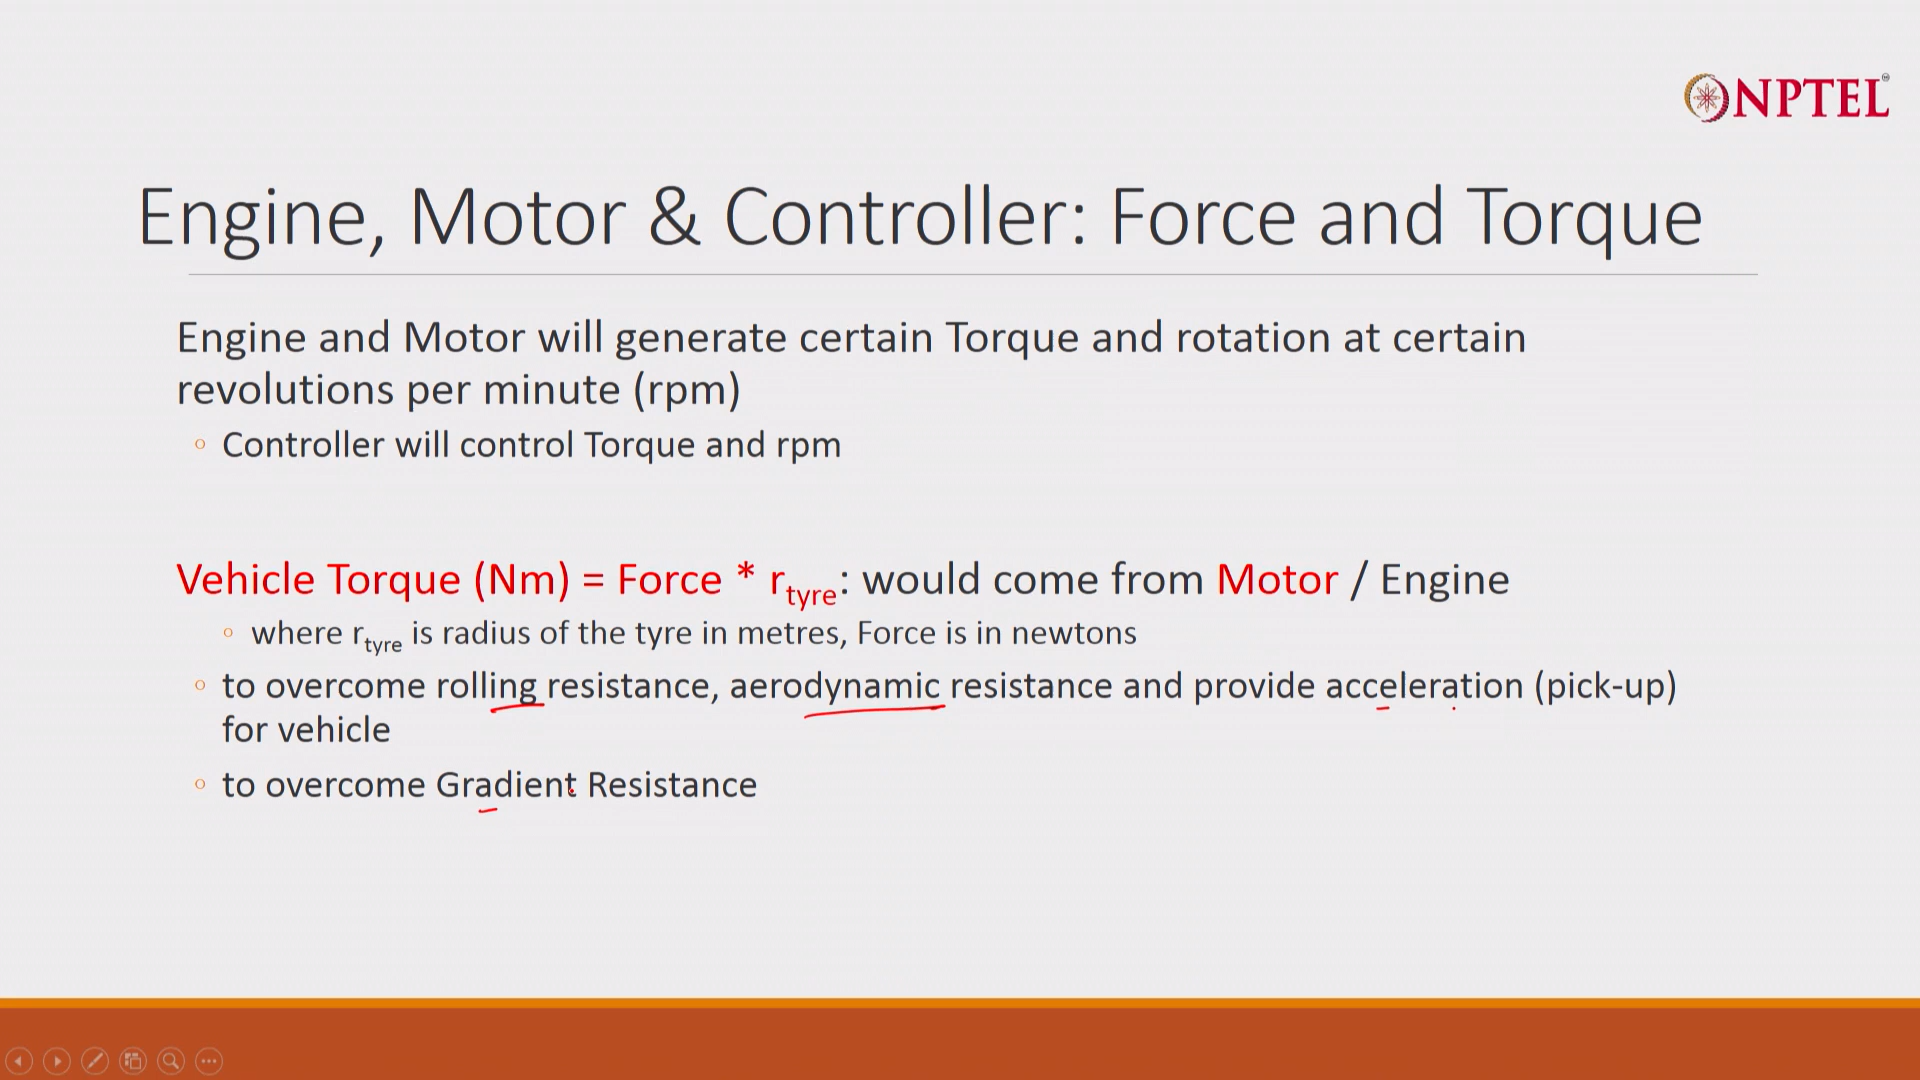 NPTEL
Engine, Motor & Controller: Force and Torque
Engine and Motor will generate certain Torque and rotation at certain
revolutions per minute (rpm)
◦ Controller will control Torque and rpm
Vehicle Torque (Nm) = Force * rtyre: would come from Motor / Engine
◦ where rtyre is radius of the tyre in metres, Force is in newtons
◦ to overcome rolling resistance, aerodynamic resistance and provide acceleration (pick-up)
for vehicle
◦ to overcome Gradient Resistance